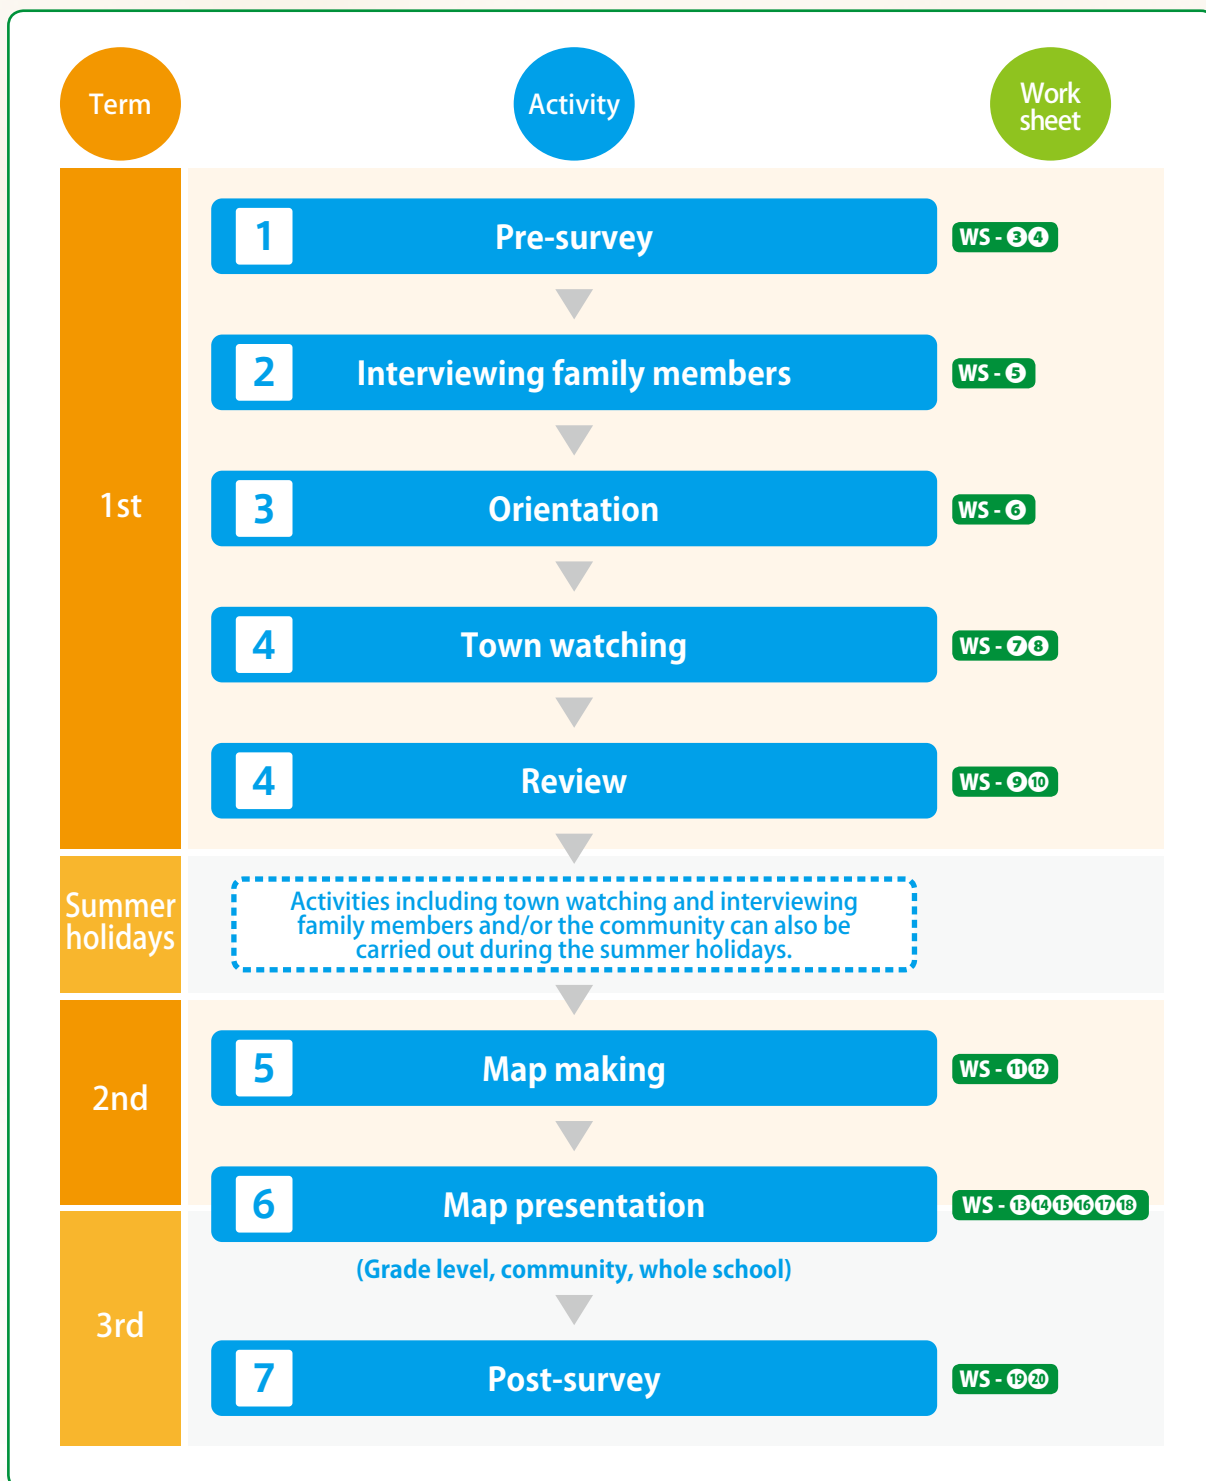 Term
Activity
Work
sheet
1st
1 Pre-survey WS - ❸❹
2 Interviewing family members WS - ❺
3 Orientation WS - ❻
4 Town watching WS - ❼❽
4 Review WS - ❾❿
Summer
holidays
Activities including town watching and interviewing
family members and/or the community can also be
carried out during the summer holidays.
2nd
5 Map making WS - ⓫⓬
6 Map presentation WS - ⓭⓮⓯⓰⓱⓲
(Grade level, community, whole school)
3rd
7 Post-survey WS - ⓳⓴